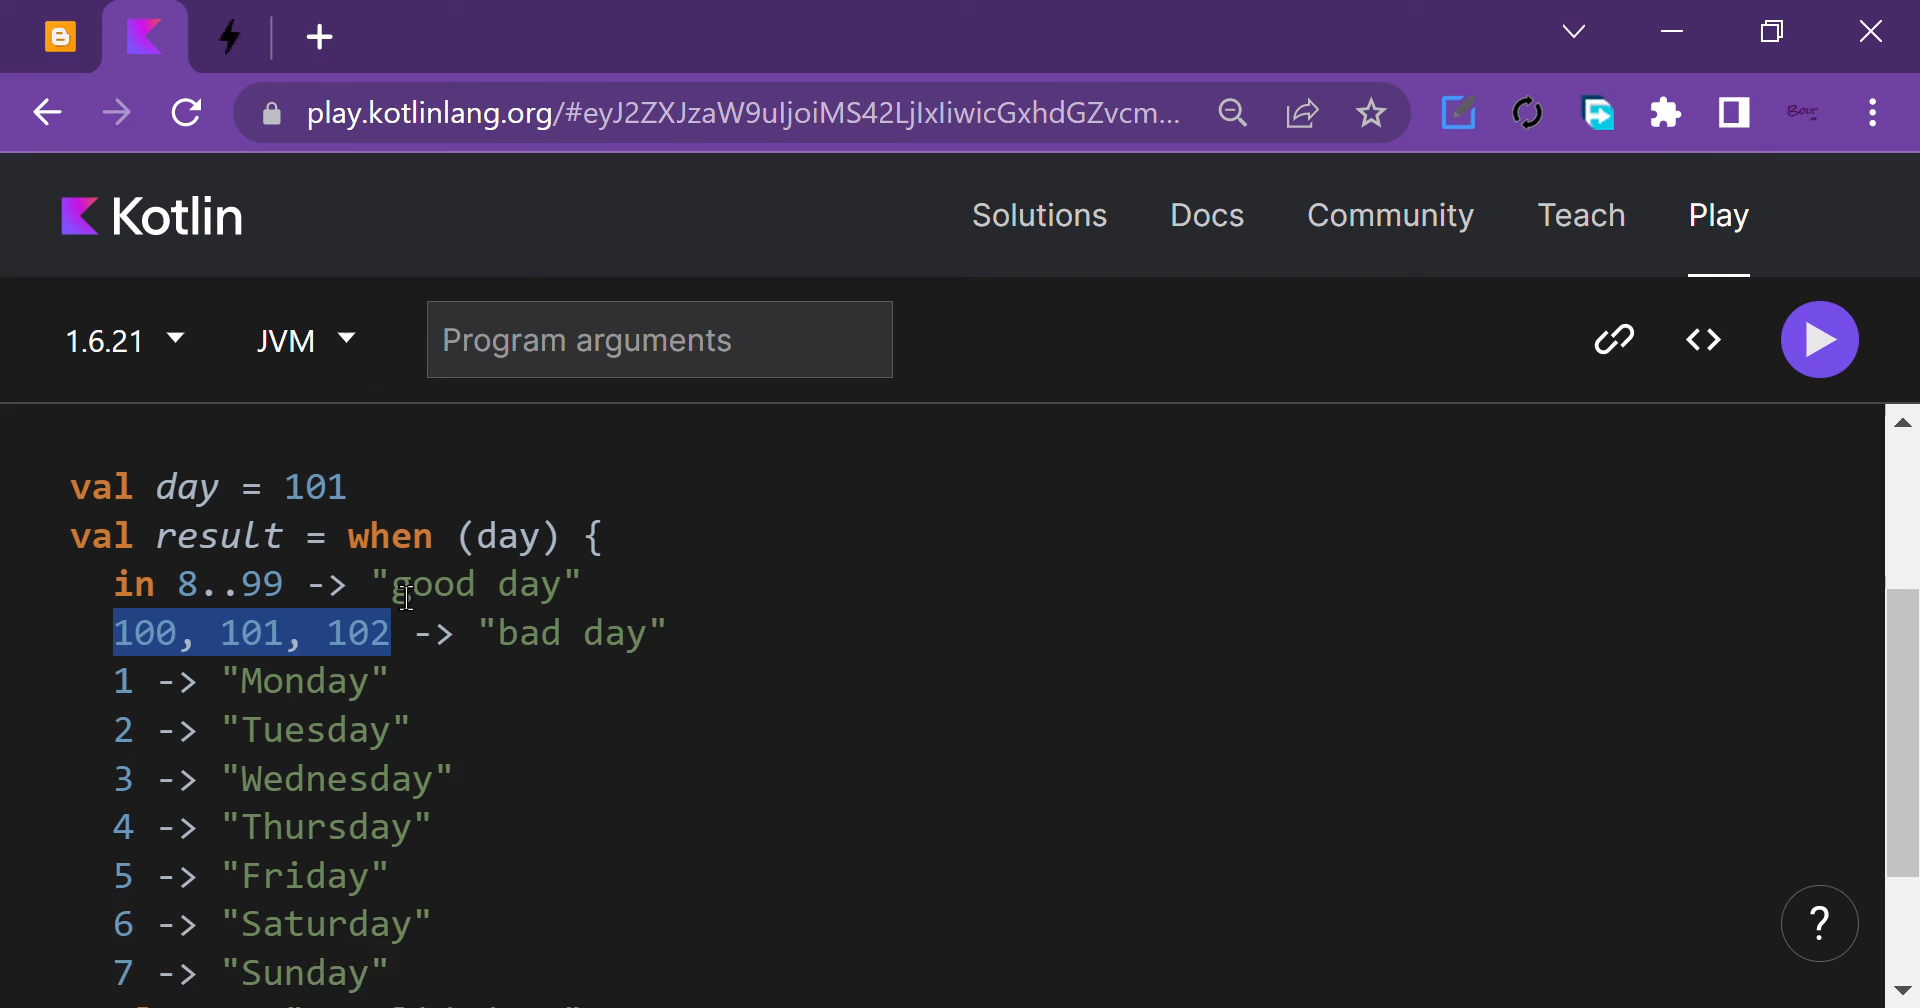 play.kotlinlang.org/#eyJ2ZXJzaW9uIjoiMS42LjIxIiwicGxhdGZvcm...
Bolt
Kotlin
Solutions Docs Community Teach Play
1.6.21 JVM Program arguments
val day = 101
val result = when (day) {
in 8..99 -> "good day"
100, 101, 102 -> "bad day"
1 -> "Monday"
2 -> "Tuesday"
3 -> "Wednesday"
4 -> "Thursday"
5 -> "Friday"
6 -> "Saturday"
7 -> "Sunday"
?